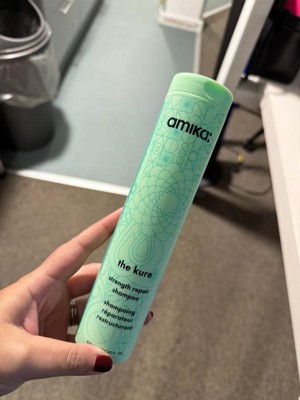 amika:
the kure
strength repair
shampoo
shampoing
réparateur
restructurant